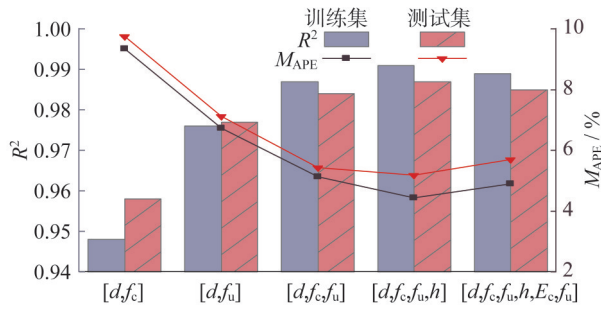 训练集 测试集
R²
M_APE
1.00
0.99
0.98
0.97
0.96
0.95
0.94
R²
10
8
6
4
2
M_APE / %
[d,f_c] [d,f_u] [d,f_c,f_u] [d,f_c,f_u,h] [d,f_c,f_u,h,E_c,f_u]